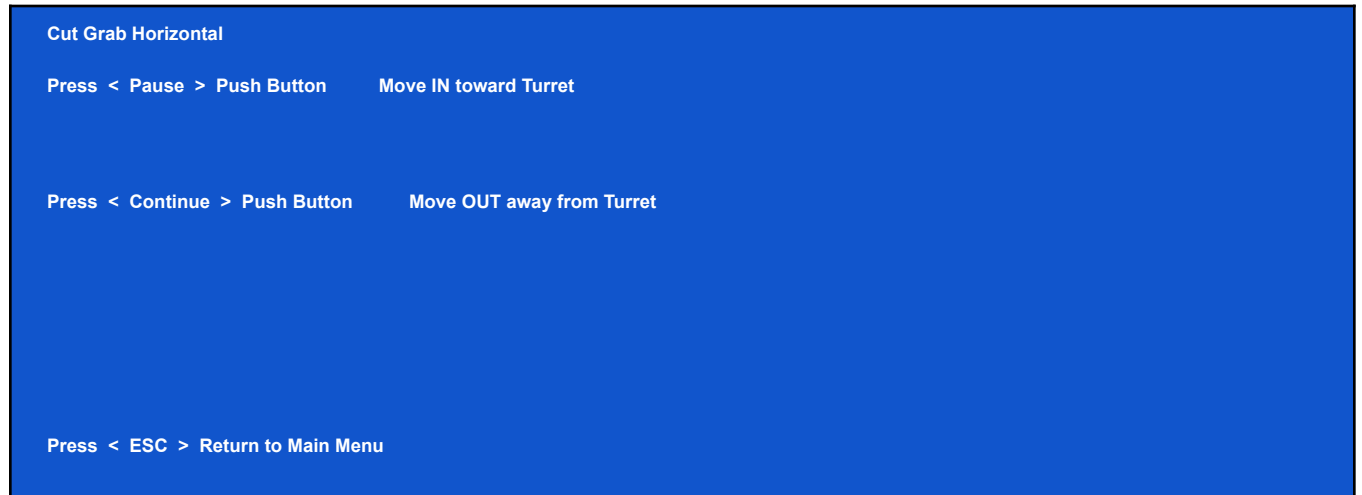 Cut Grab Horizontal
Press < Pause > Push Button Move IN toward Turret
Press < Continue > Push Button Move OUT away from Turret
Press < ESC > Return to Main Menu